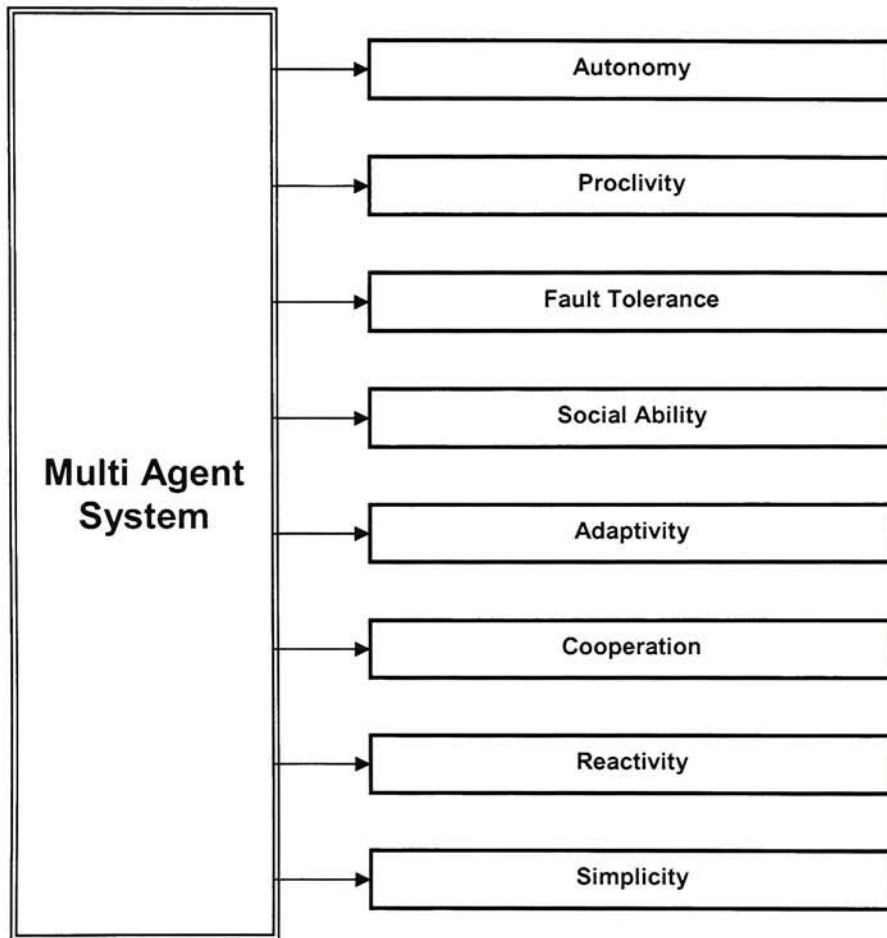 Autonomy
Proclivity
Fault Tolerance
Social Ability
Multi Agent
System
Adaptivity
Cooperation
Reactivity
Simplicity